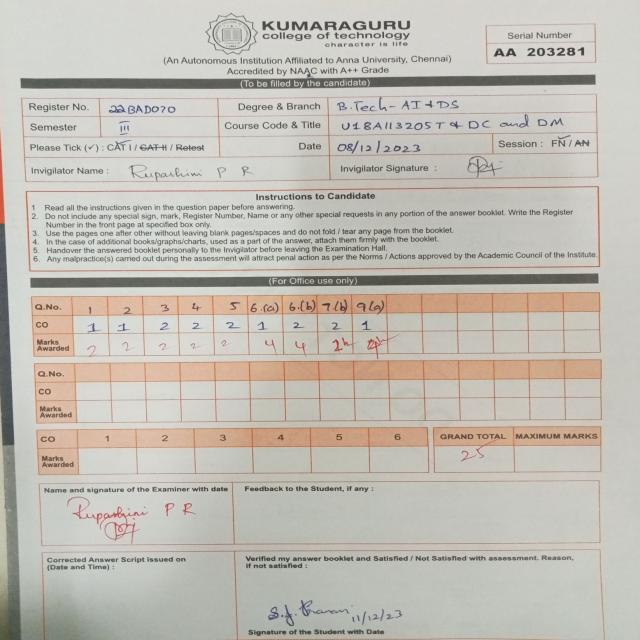 KUMARAGURU
college of technology
character is life
(An Autonomous Institution Affiliated to Anna University, Chennai)
Accredited by NAAC with A++ Grade
Serial Number
AA 203281
(To be filled by the candidate)
Register No. 22BAD070 Degree & Branch B.Tech-AI & DS
Semester III Course Code & Title U18AI13205T & DC and DM
Please Tick (✓) : CAT I / CAT II / Retest Date 08/12/2023 Session : FN / AN
Invigilator Name : Rupashini P R Invigilator Signature :
Instructions to Candidate
1 Read all the instructions given in the question paper before answering.
2. Do not include any special sign, mark, Register Number, Name or any other special requests in any portion of the answer booklet. Write the Register
Number in the front page at specified box only.
3. Use the pages one after other without leaving blank pages/spaces and do not fold / tear any page from the booklet.
4. In the case of additional books/graphs/charts, used as a part of the answer, attach them firmly with the booklet.
5. Handover the answered booklet personally to the Invigilator before leaving the Examination Hall.
6. Any malpractice(s) carried out during the assessment will attract penal action as per the Norms / Actions approved by the Academic Council of the Institute.
(For Office use only)
Q.No. 1 2 3 4 5 6.(a) 6.(b) 7(b) 9(a)
CO 1 1 2 2 2 1 2 2 1
Marks Awarded 2 2 2 2 2 4 4
Q.No.
CO
Marks Awarded
CO 1 2 3 4 5 6 GRAND TOTAL MAXIMUM MARKS
Marks Awarded 25
Name and signature of the Examiner with date Feedback to the Student, if any :
Rupashini P R
Corrected Answer Script issued on
(Date and Time) :
Verified my answer booklet and Satisfied / Not Satisfied with assessment. Reason,
if not satisfied :
11/12/23
Signature of the Student with Date